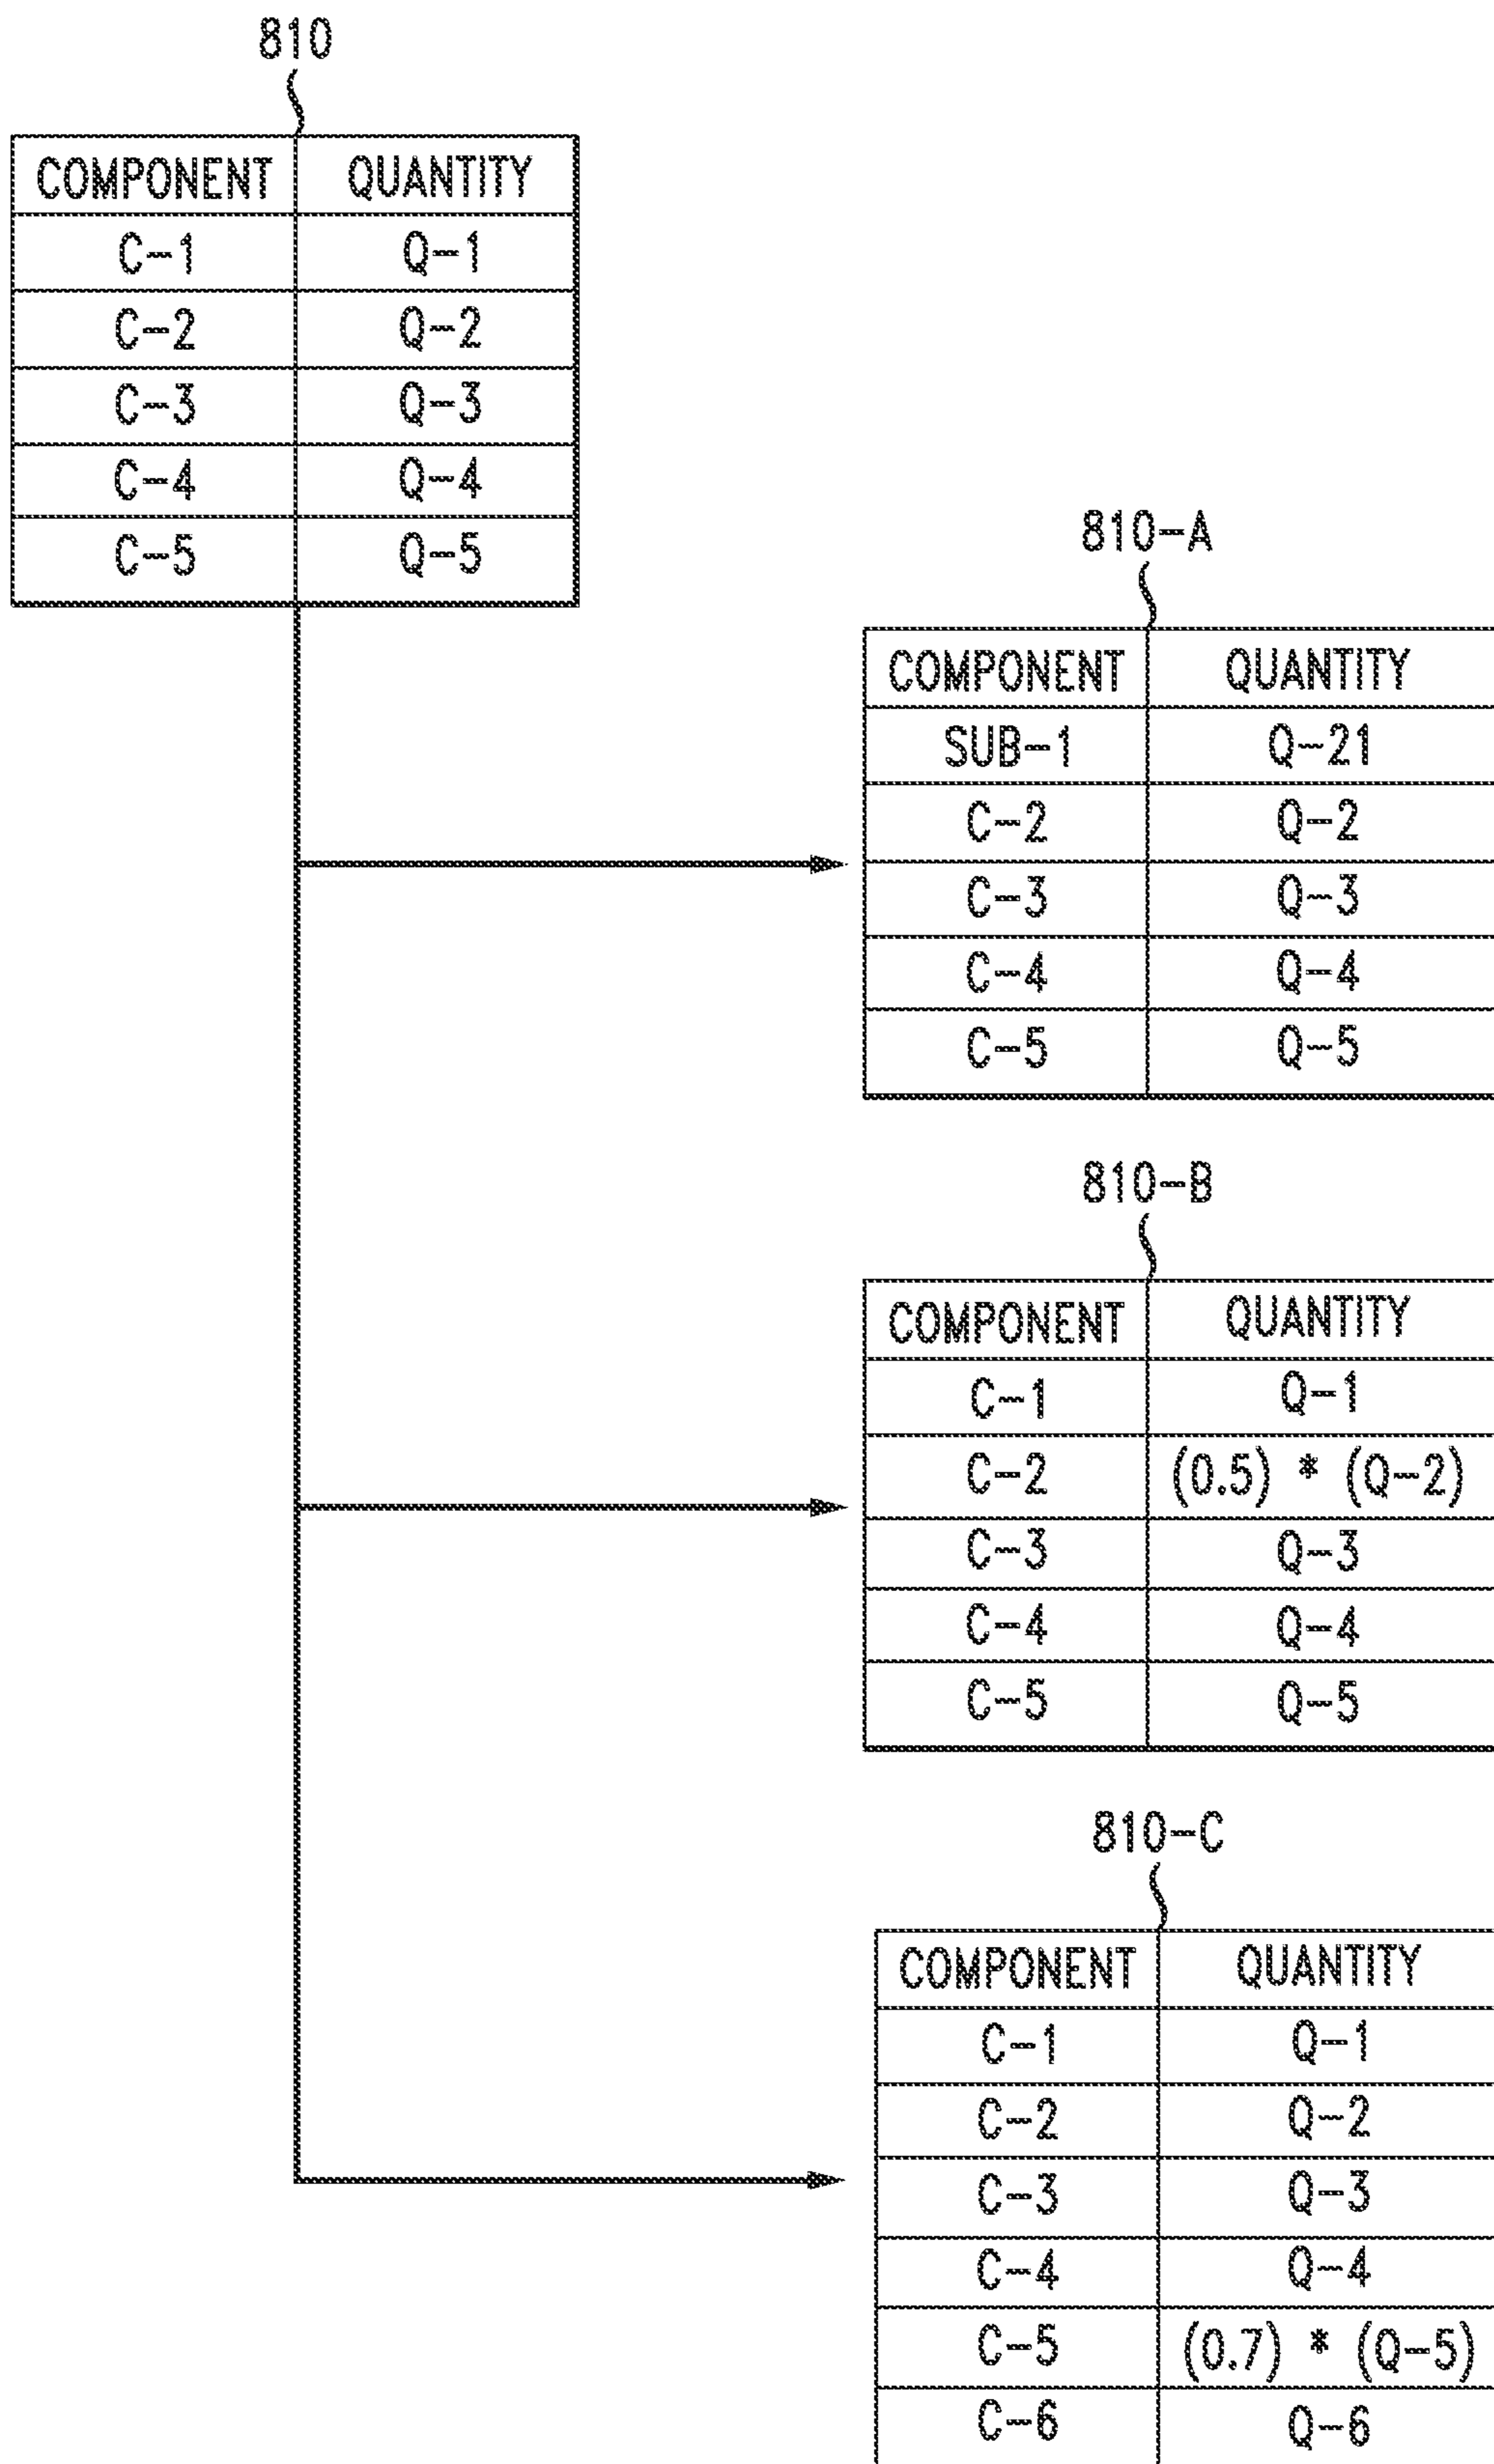 810
COMPONENT QUANTITY
C-1 Q-1
C-2 Q-2
C-3 Q-3
C-4 Q-4
C-5 Q-5
810-A
COMPONENT QUANTITY
SUB-1 Q-21
C-2 Q-2
C-3 Q-3
C-4 Q-4
C-5 Q-5
810-B
COMPONENT QUANTITY
C-1 Q-1
C-2 (0.5) * (Q-2)
C-3 Q-3
C-4 Q-4
C-5 Q-5
810-C
COMPONENT QUANTITY
C-1 Q-1
C-2 Q-2
C-3 Q-3
C-4 Q-4
C-5 (0.7) * (Q-5)
C-6 Q-6